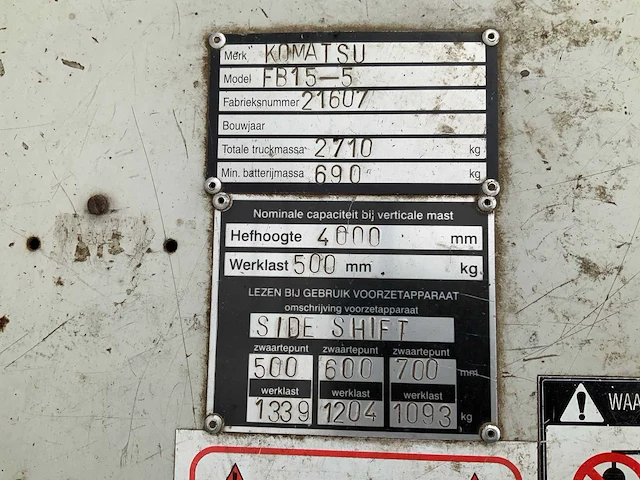 Merk KOMATSU
Model FB15-5
Fabrieksnummer 21607
Bouwjaar
Totale truckmassa 2710 kg
Min. batterijmassa 690 kg
Nominale capaciteit bij verticale mast
Hefhoogte 4000 mm
Werklast 500 mm kg
LEZEN BIJ GEBRUIK VOORZETAPPARAAT
omschrijving voorzetapparaat
SIDE SHIFT
zwaartepunt zwaartepunt zwaartepunt
500 600 700 mm
werklast werklast werklast
1339 1204 1093 kg
WAA